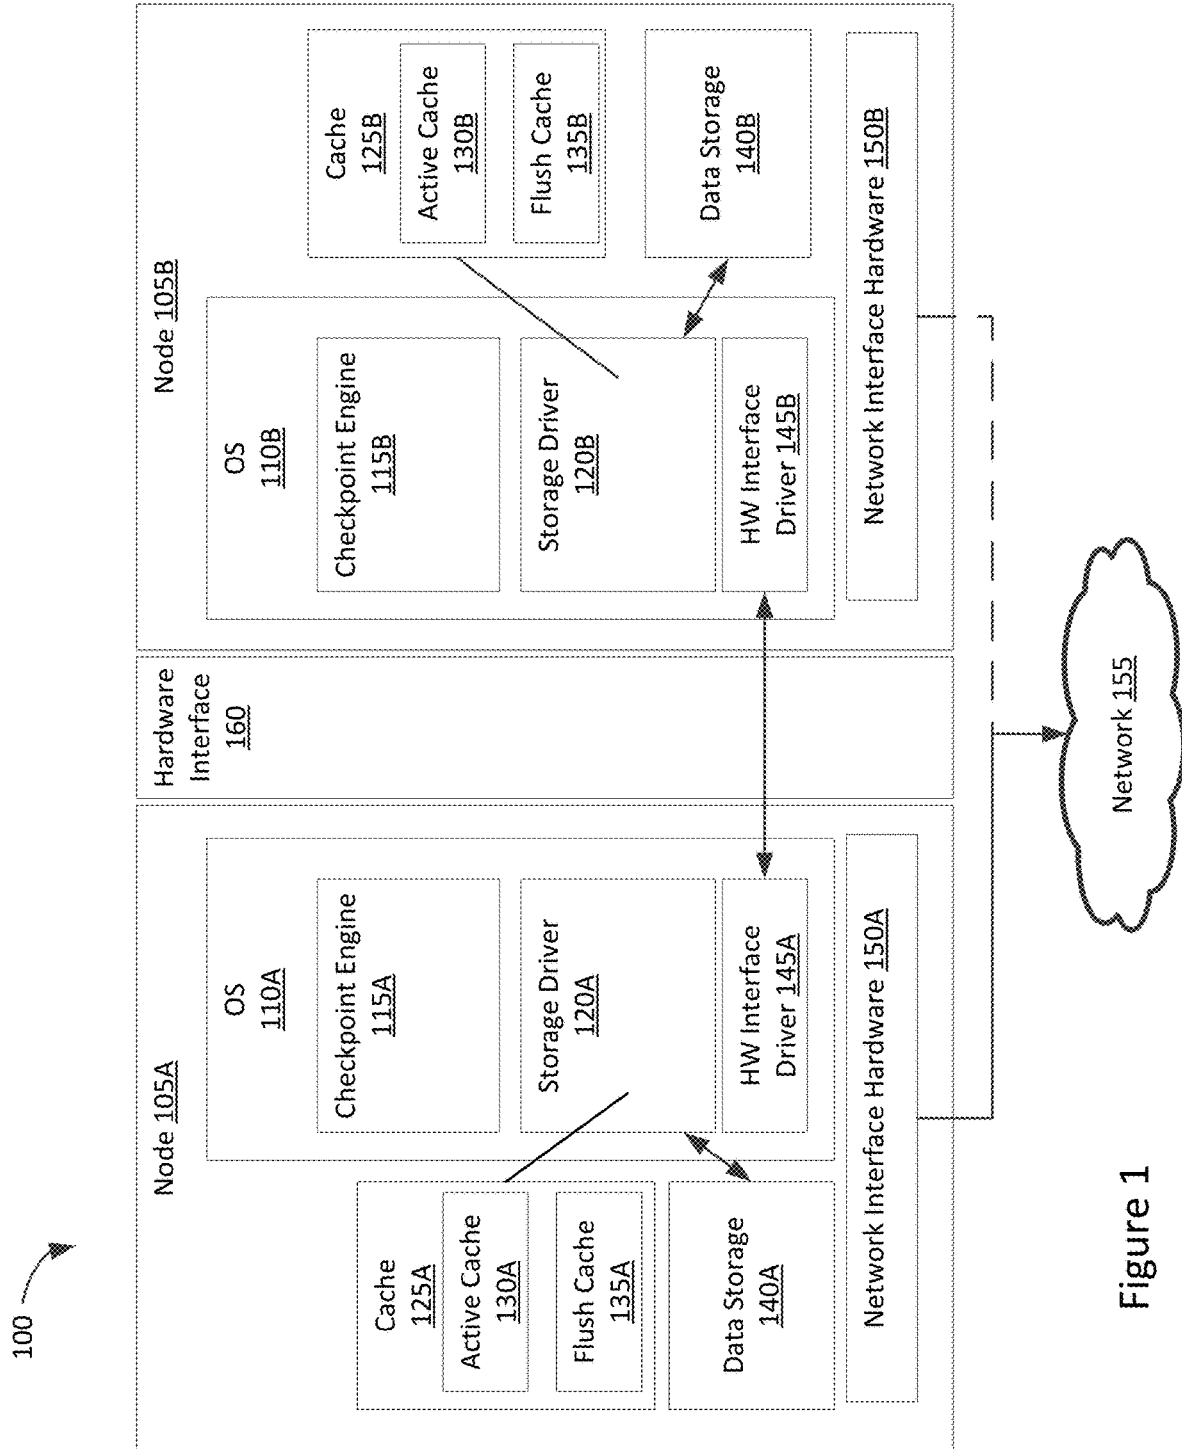 100
Node 105A
OS
110A
Checkpoint Engine
115A
Storage Driver
120A
HW Interface
Driver 145A
Cache
125A
Active Cache
130A
Flush Cache
135A
Data Storage
140A
Network Interface Hardware 150A
Hardware
Interface
160
Node 105B
OS
110B
Checkpoint Engine
115B
Storage Driver
120B
HW Interface
Driver 145B
Cache
125B
Active Cache
130B
Flush Cache
135B
Data Storage
140B
Network Interface Hardware 150B
Network 155
Figure 1